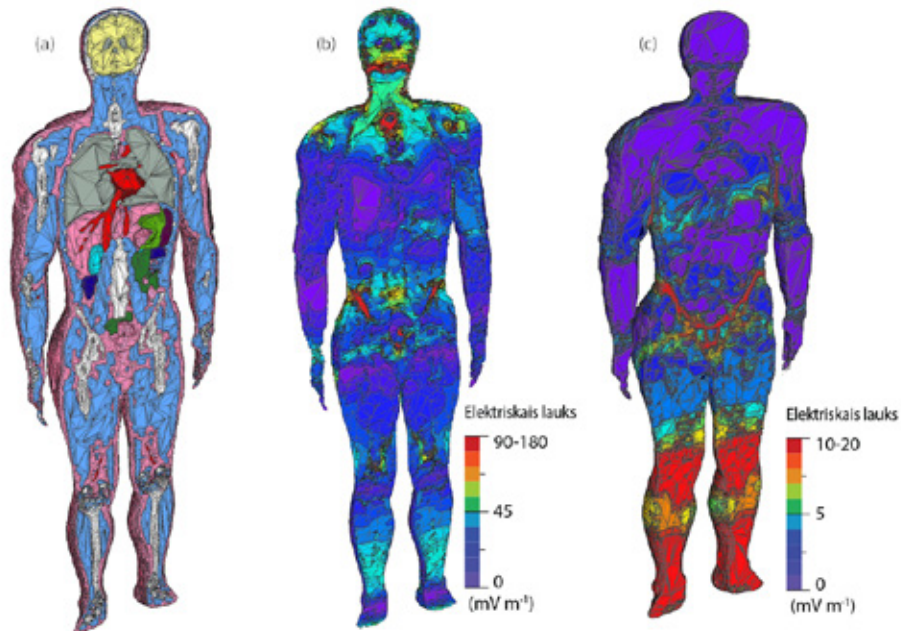 (a)
(b)
(c)
Elektriskais lauks
90-180
45
0
(mV m⁻¹)
Elektriskais lauks
10-20
5
0
(mV m⁻¹)